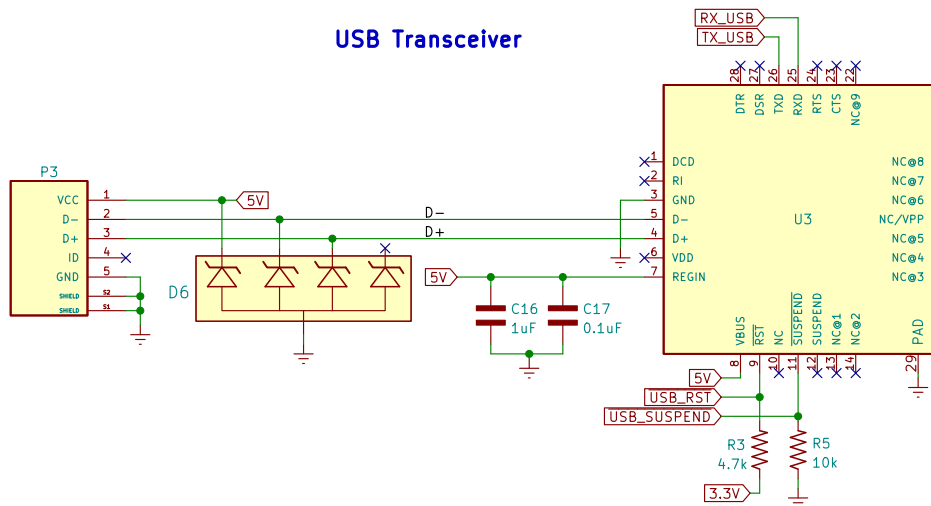 USB Transceiver
RX_USB
TX_USB
28 27 26 25 24 23 22
DTR DSR TXD RXD RTS CTS NC@9
P3
VCC 1
D- 2
D+ 3
ID 4
GND 5
SHIELD S2
SHIELD S1
5V
D-
D+
D6
5V
C16
1uF
C17
0.1uF
1 DCD
2 RI
3 GND
5 D-
4 D+
6 VDD
7 REGIN
U3
NC@8
NC@7
NC@6
NC/VPP
NC@5
NC@4
NC@3
VBUS RST NC SUSPEND SUSPEND NC@1 NC@2 PAD
8 9 10 11 12 13 14 29
5V
USB_RST
USB_SUSPEND
R3
4.7k
R5
10k
3.3V